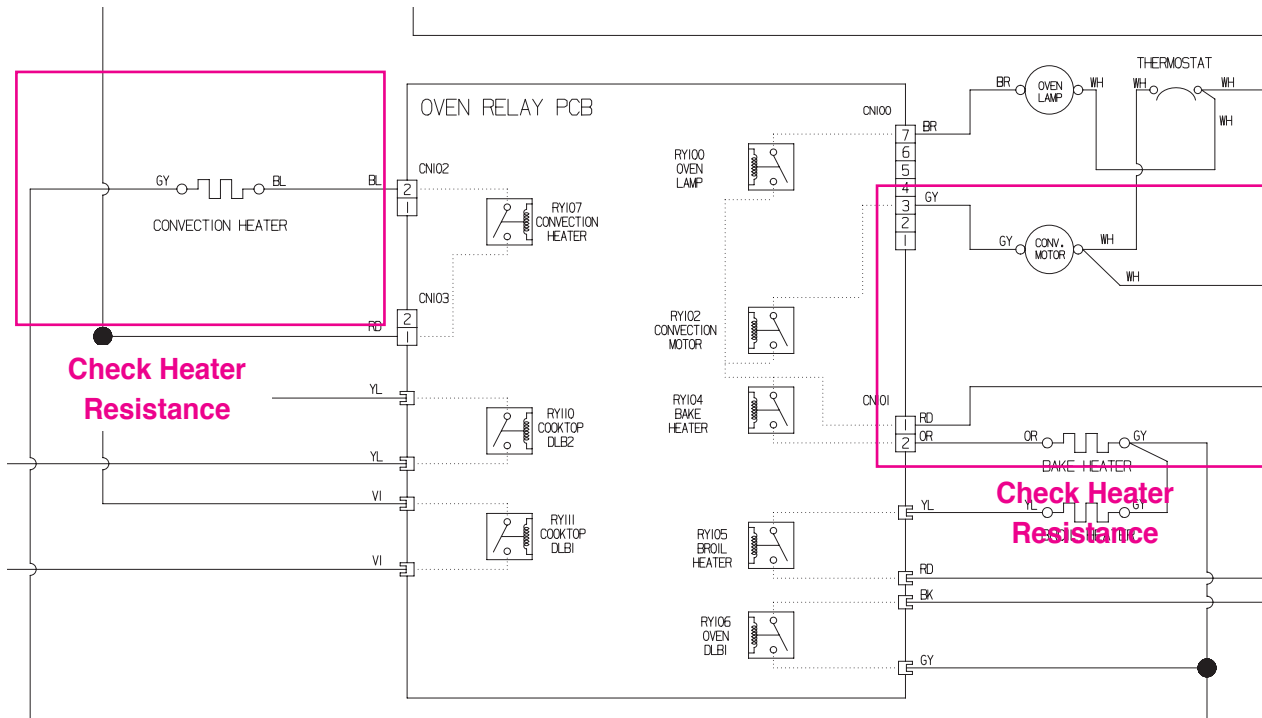 OVEN RELAY PCB
GY
BL
BL
CONVECTION HEATER
CN102
2
1
RY107
CONVECTION
HEATER
CN103
2
1
RD
Check Heater
Resistance
YL
YL
RY110
COOKTOP
DLB2
VI
VI
RY111
COOKTOP
DLB1
RY100
OVEN
LAMP
RY102
CONVECTION
MOTOR
RY104
BAKE
HEATER
RY105
BROIL
HEATER
RY106
OVEN
DLB1
CN100
7
6
5
4
3
2
1
BR
BR
OVEN
LAMP
WH
THERMOSTAT
WH
WH
WH
GY
GY
CONV.
MOTOR
WH
WH
CN101
1
2
RD
OR
OR
GY
BAKE HEATER
Check Heater
Resistance
YL
YL
GY
BROIL HEATER
RD
BK
GY